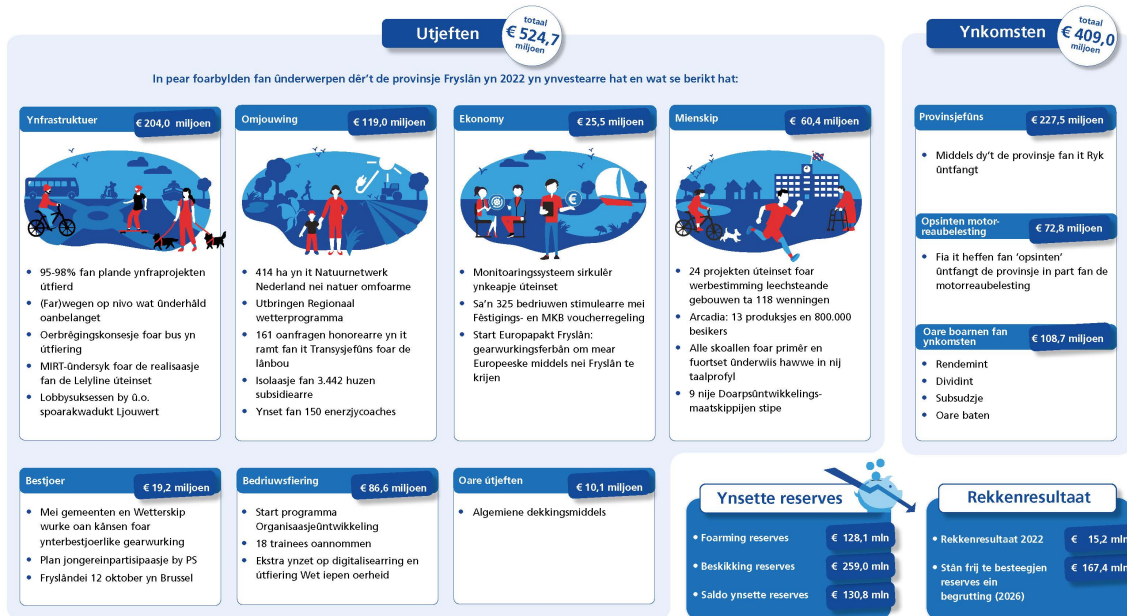 Utjeften
totaal
€ 524,7
miljoen
In pear foarbylden fan ûnderwerpen dêr't de provinsje Fryslân yn 2022 yn ynvestearre hat en wat se berikt hat:
Ynfrastruktuer
€ 204,0 miljoen
• 95-98% fan plande ynfraprojekten
útfierd
• (Far)wegen op nivo wat ûnderhâld
oanbelanget
• Oerbrêgingskonsesje foar bus yn
útfiering
• MIRT-ûndersyk foar de realisaasje
fan de Lelyline úteinset
• Lobbysuksessen by û.o.
spoarakwadukt Ljouwert
Omjouwing
€ 119,0 miljoen
• 414 ha yn it Natuurnetwerk
Nederland nei natuer omfoarme
• Utbringen Regionaal
wetterprogramma
• 161 oanfragen honorearre yn it
ramt fan it Transysjefûns foar de
lânbou
• Isolaasje fan 3.442 huzen
subsidiearre
• Ynset fan 150 enerzjycoaches
Ekonomy
€ 25,5 miljoen
• Monitoaringssysteem sirkulêr
ynkeapje úteinset
• Sa'n 325 bedriuwen stimulearre mei
Fêstigings- en MKB voucherregeling
• Start Europapakt Fryslân:
gearwurkingsferbân om mear
Europeeske middels nei Fryslân te
krijen
Mienskip
€ 60,4 miljoen
• 24 projekten úteinset foar
werbestimming leechsteande
gebouwen ta 118 wenningen
• Arcadia: 13 produksjes en 800.000
besikers
• Alle skoallen foar primêr en
fuortset ûnderwiis hawwe in nij
taalprofyl
• 9 nije Doarpsûntwikkelings-
maatskippijen stipe
Bestjoer
€ 19,2 miljoen
• Mei gemeenten en Wetterskip
wurke oan kânsen foar
ynterbestjoerlike gearwurking
• Plan jongereinpartisipaasje by PS
• Fryslândei 12 oktober yn Brussel
Bedriuwsfiering
€ 86,6 miljoen
• Start programma
Organisaasjeûntwikkeling
• 18 trainees oannommen
• Ekstra ynzet op digitalisearring en
útfiering Wet iepen oerheid
Oare útjeften
€ 10,1 miljoen
• Algemiene dekkingsmiddels
Ynkomsten
totaal
€ 409,0
miljoen
Provinsjefûns
€ 227,5 miljoen
• Middels dy't de provinsje fan it Ryk
ûntfangt
Opsinten motor-
reaubelesting
€ 72,8 miljoen
• Fia it heffen fan 'opsinten'
ûntfangt de provinsje in part fan de
motorreaubelesting
Oare boarnen fan
ynkomsten
€ 108,7 miljoen
• Rendemint
• Dividint
• Subsudzje
• Oare baten
Ynsette reserves
• Foarming reserves € 128,1 mln
• Beskikking reserves € 259,0 mln
• Saldo ynsette reserves € 130,8 mln
Rekkenresultaat
• Rekkenresultaat 2022 € 15,2 mln
• Stân frij te besteegjen € 167,4 mln
reserves ein
begrutting (2026)